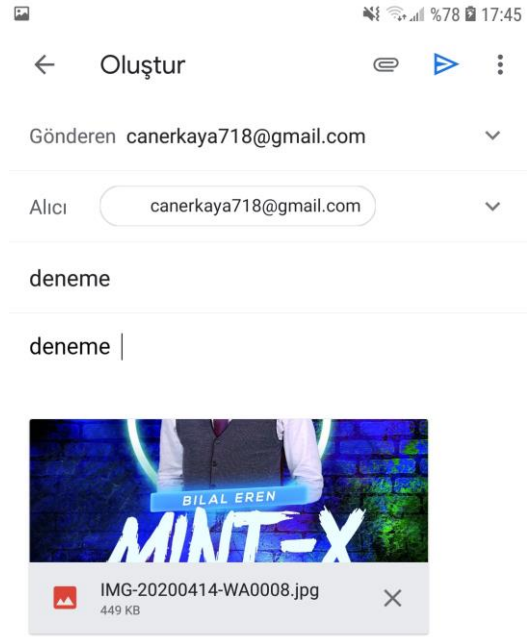 %78 17:45
Oluştur
Gönderen canerkaya718@gmail.com
Alıcı canerkaya718@gmail.com
deneme
deneme
BILAL EREN
MINT-X
IMG-20200414-WA0008.jpg
449 KB